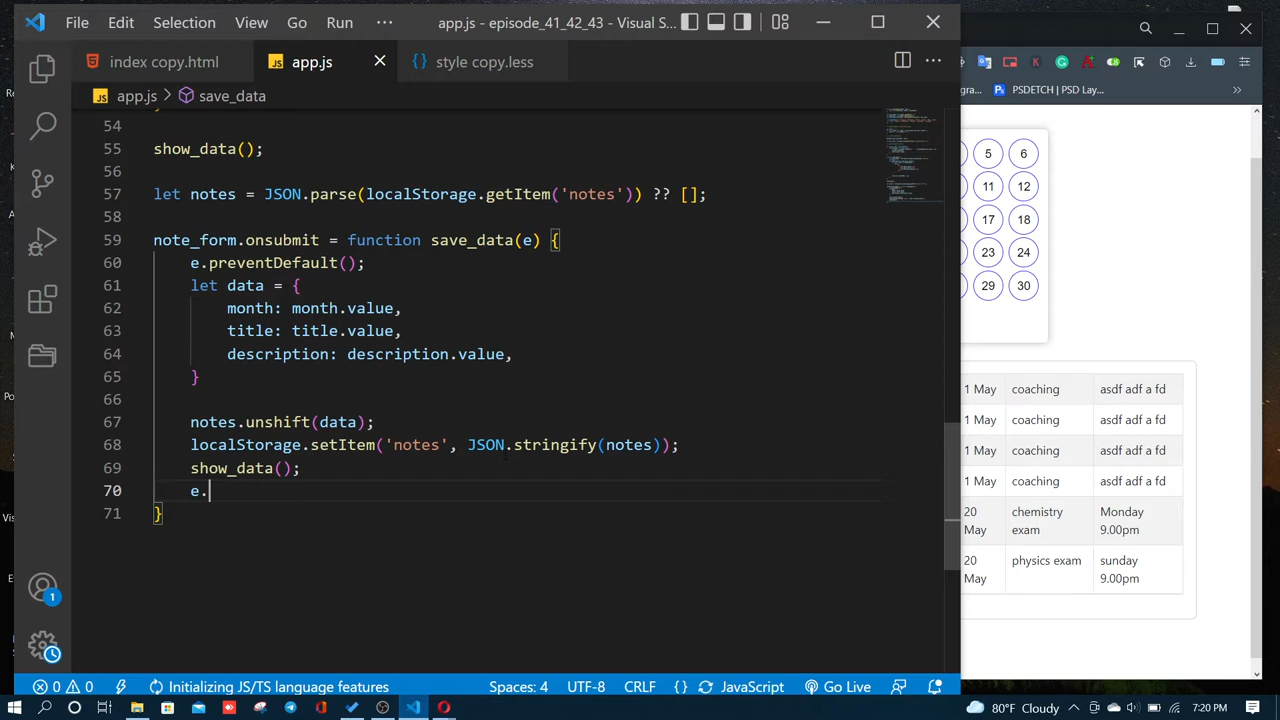 File Edit Selection View Go Run ··· app.js - episode_41_42_43 - Visual S...
index copy.html app.js style copy.less
app.js > save_data
PSDETCH | PSD Lay...
54
55 show_data();
56
57 let notes = JSON.parse(localStorage.getItem('notes')) ?? [];
58
59 note_form.onsubmit = function save_data(e) {
60 e.preventDefault();
61 let data = {
62 month: month.value,
63 title: title.value,
64 description: description.value,
65 }
66
67 notes.unshift(data);
68 localStorage.setItem('notes', JSON.stringify(notes));
69 show_data();
70 e.
71 }
5 6
11 12
17 18
23 24
29 30
1 May coaching asdf adf a fd
1 May coaching asdf adf a fd
1 May coaching asdf adf a fd
1 May coaching asdf adf a fd
20 May chemistry exam Monday 9.00pm
20 May physics exam sunday 9.00pm
1
0 0 Initializing JS/TS language features Spaces: 4 UTF-8 CRLF {} JavaScript Go Live
80°F Cloudy 7:20 PM